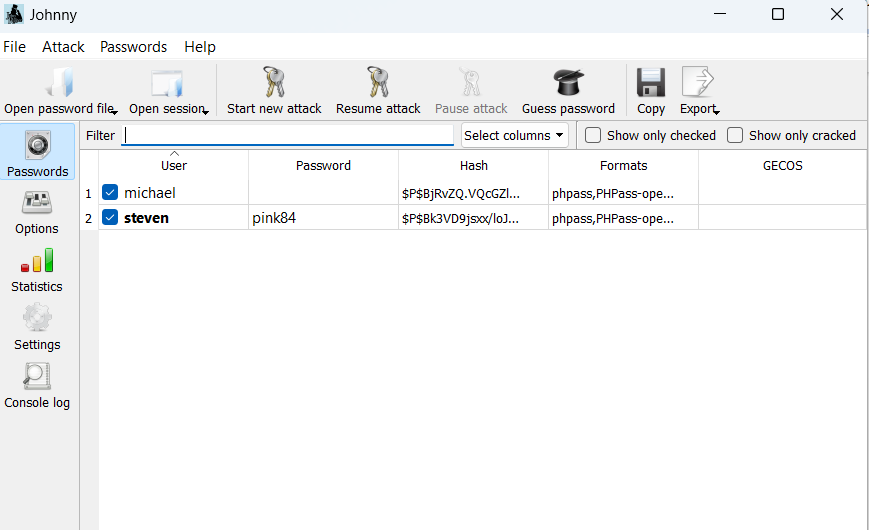 Johnny
File Attack Passwords Help
Open password file Open session Start new attack Resume attack Pause attack Guess password Copy Export
Filter Select columns Show only checked Show only cracked
Passwords
Options
Statistics
Settings
Console log
User Password Hash Formats GECOS
1 michael $P$BjRvZQ.VQcGZl... phpass,PHPass-ope...
2 steven pink84 $P$Bk3VD9jsxx/loJ... phpass,PHPass-ope...